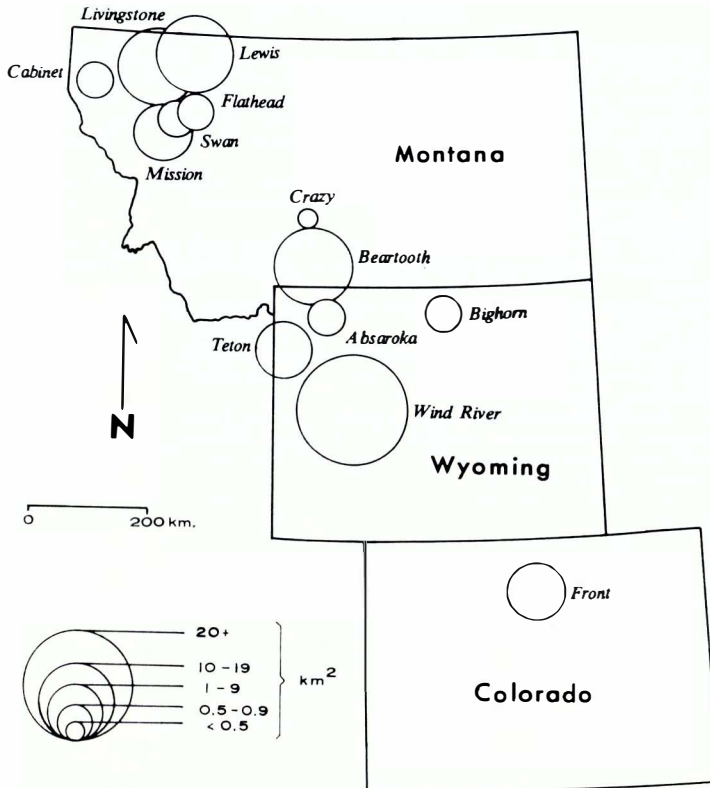 Livingstone
Lewis
Cabinet
Flathead
Swan
Mission
Montana
Crazy
Beartooth
Bighorn
Absaroka
Teton
Wind River
N
Wyoming
0 200 km.
Front
20+
10-19
1-9
0.5-0.9
<0.5
km²
Colorado